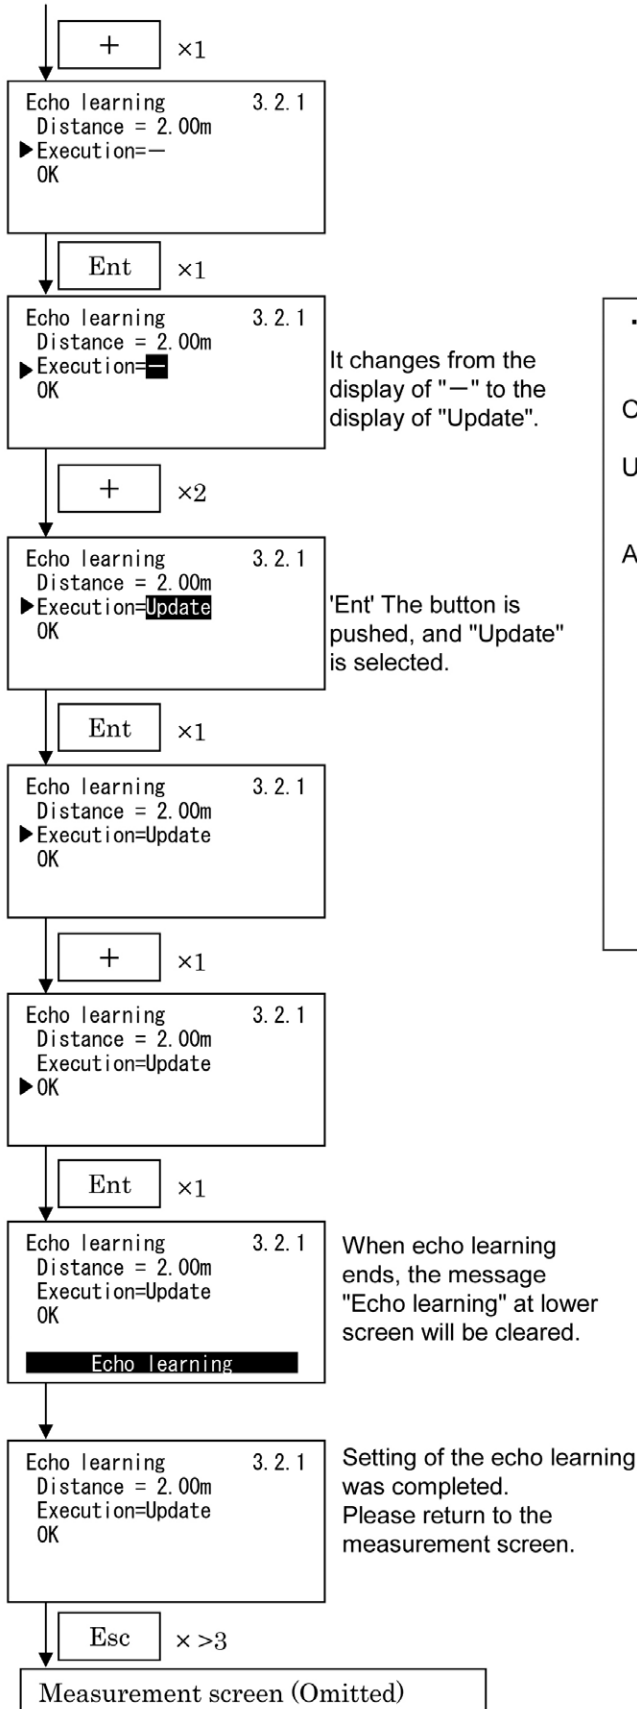 + ×1
Echo learning 3.2.1
Distance = 2.00m
▶Execution=—
OK
Ent ×1
Echo learning 3.2.1
Distance = 2.00m
▶Execution=—
OK
It changes from the
display of "—" to the
display of "Update".
+ ×2
Echo learning 3.2.1
Distance = 2.00m
▶Execution=Update
OK
'Ent' The button is
pushed, and "Update"
is selected.
Ent ×1
Echo learning 3.2.1
Distance = 2.00m
▶Execution=Update
OK
+ ×1
Echo learning 3.2.1
Distance = 2.00m
Execution=Update
▶OK
Ent ×1
Echo learning 3.2.1
Distance = 2.00m
Execution=Update
OK
Echo learning
When echo learning
ends, the message
"Echo learning" at lower
screen will be cleared.
Echo learning 3.2.1
Distance = 2.00m
Execution=Update
OK
Setting of the echo learning
was completed.
Please return to the
measurement screen.
Esc × >3
Measurement screen (Omitted)